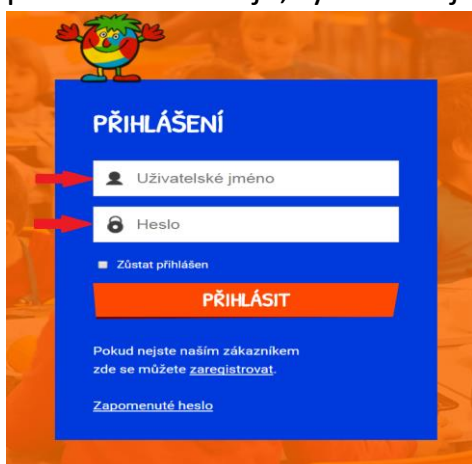 PŘIHLÁŠENÍ
Uživatelské jméno
Heslo
Zůstat přihlášen
PŘIHLÁSIT
Pokud nejste naším zákazníkem
zde se můžete zaregistrovat.
Zapomenuté heslo